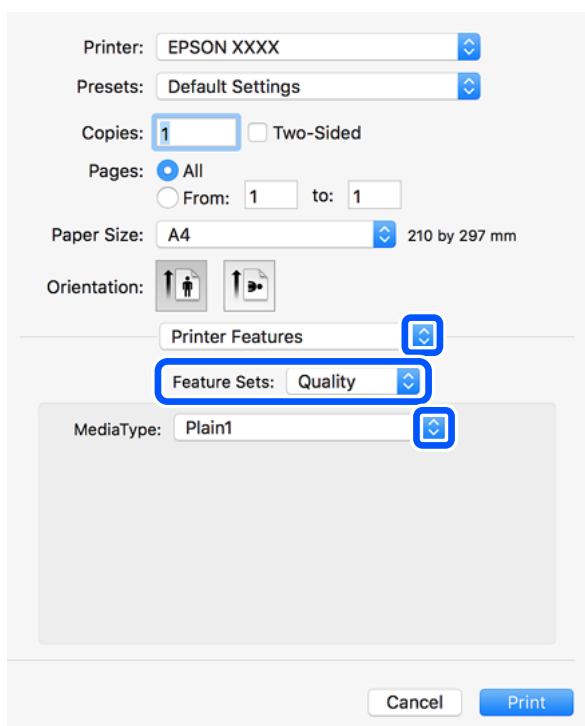 Printer: EPSON XXXX
Presets: Default Settings
Copies: 1 Two-Sided
Pages: All
From: 1 to: 1
Paper Size: A4 210 by 297 mm
Orientation:
Printer Features
Feature Sets: Quality
MediaType: Plain1
Cancel Print